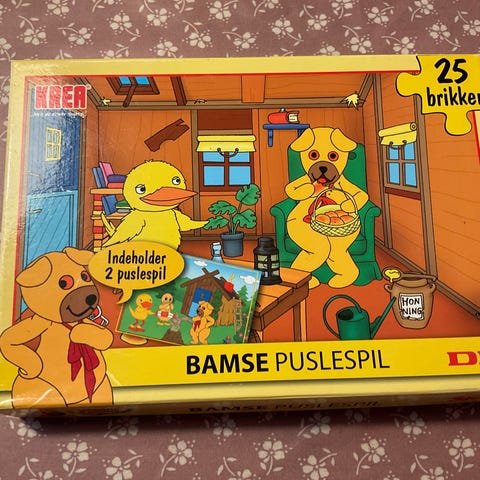 KREA
25
brikker
Indeholder
2 puslespil
HON
NING
BAMSE PUSLESPIL
BAMSE PUSLESPIL